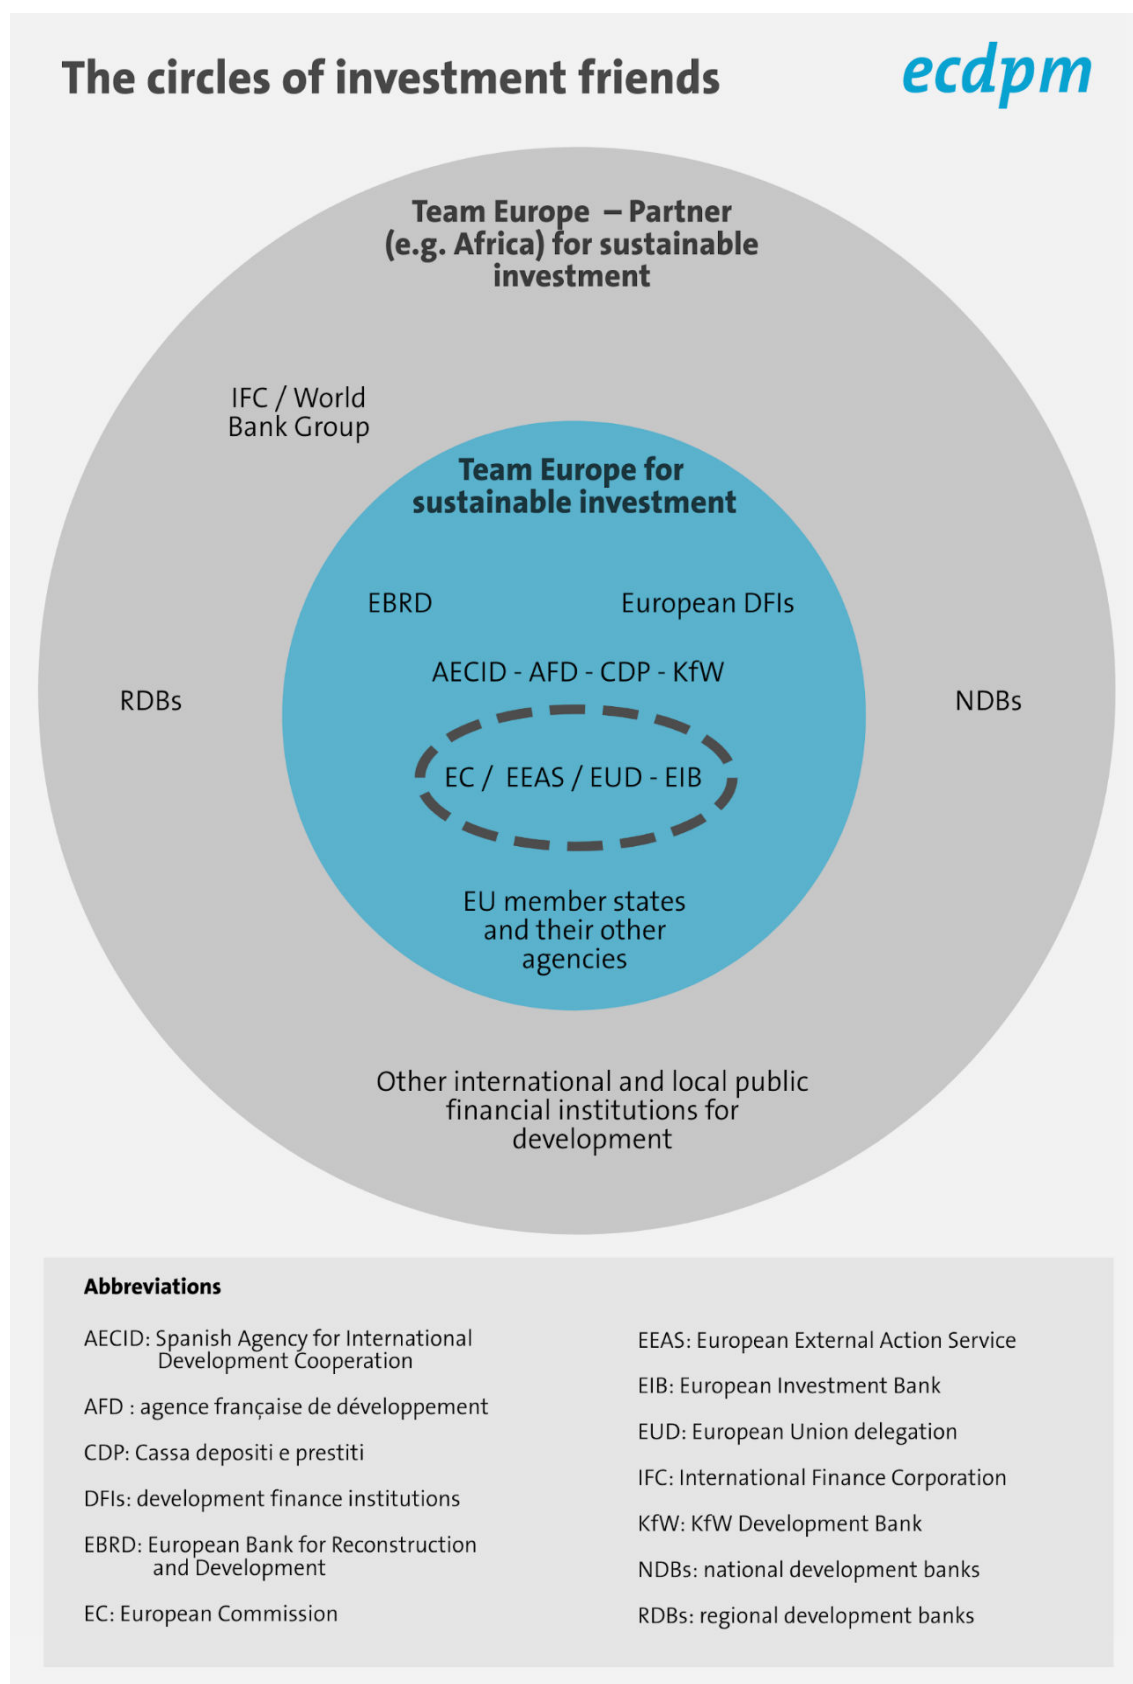 The circles of investment friends
ecdpm
Team Europe – Partner
(e.g. Africa) for sustainable
investment
IFC / World
Bank Group
Team Europe for
sustainable investment
EBRD
European DFIs
AECID - AFD - CDP - KfW
RDBs
NDBs
EC / EEAS / EUD - EIB
EU member states
and their other
agencies
Other international and local public
financial institutions for
development
Abbreviations
AECID: Spanish Agency for International
Development Cooperation
AFD : agence française de développement
CDP: Cassa depositi e prestiti
DFIs: development finance institutions
EBRD: European Bank for Reconstruction
and Development
EC: European Commission
EEAS: European External Action Service
EIB: European Investment Bank
EUD: European Union delegation
IFC: International Finance Corporation
KfW: KfW Development Bank
NDBs: national development banks
RDBs: regional development banks